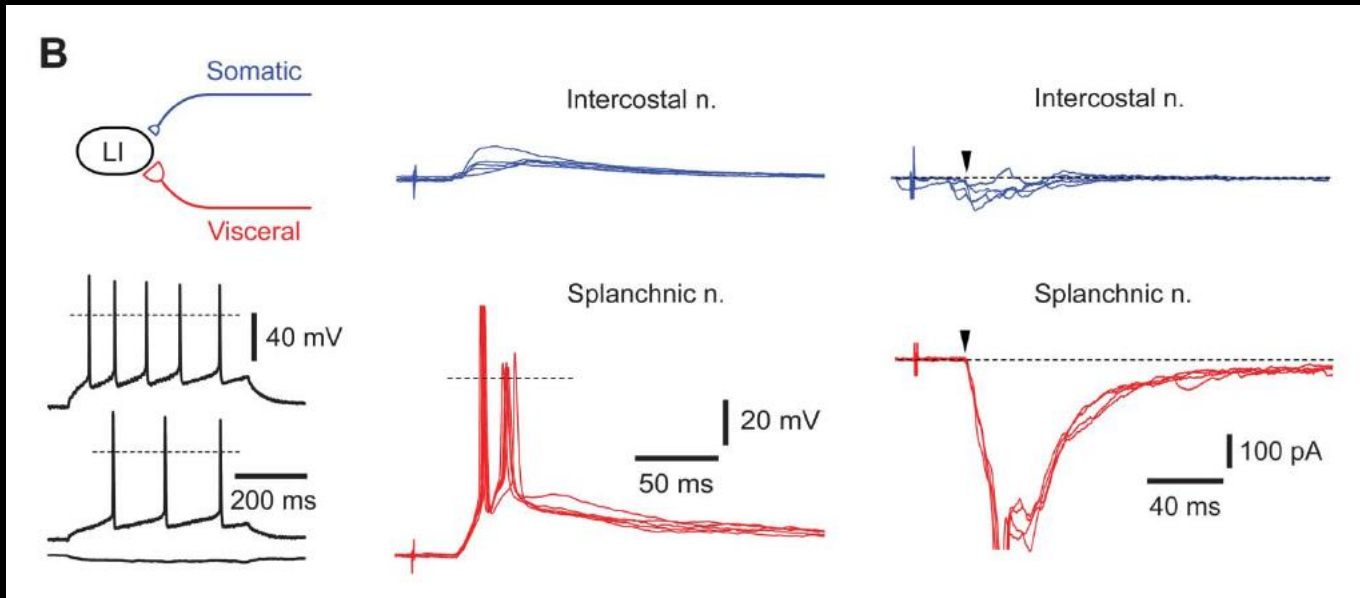 B
Somatic
LI
Visceral
40 mV
200 ms
Intercostal n.
Splanchnic n.
20 mV
50 ms
Intercostal n.
Splanchnic n.
100 pA
40 ms